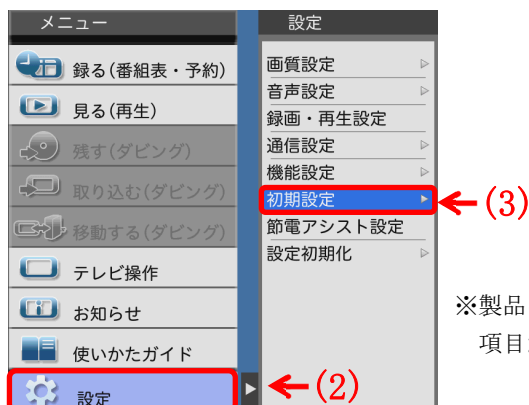 メニュー
録る(番組表・予約)
見る(再生)
残す(ダビング)
取り込む(ダビング)
移動する(ダビング)
テレビ操作
お知らせ
使いかたガイド
設定
(2)
設定
画質設定
音声設定
録画・再生設定
通信設定
機能設定
初期設定
節電アシスト設定
設定初期化
(3)
※製品
項目